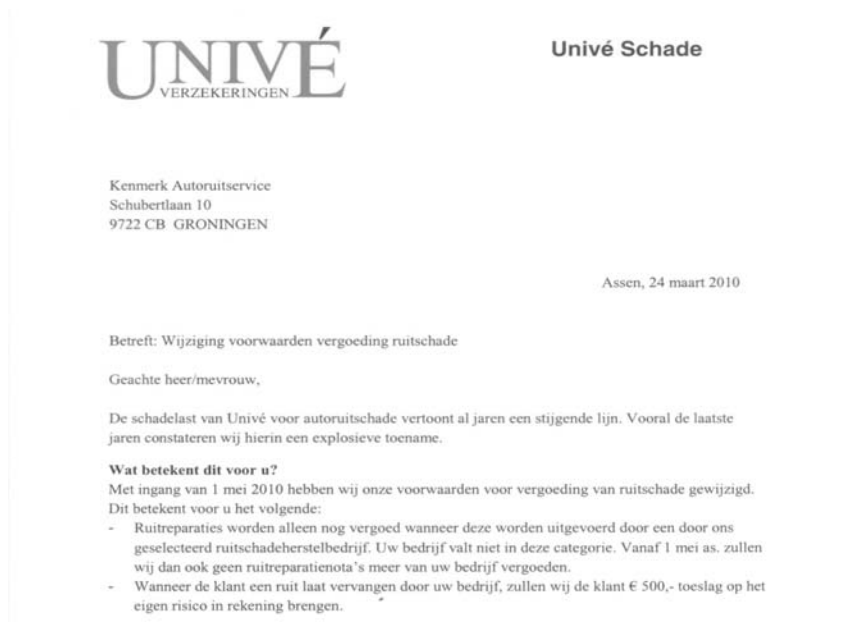 UNIVÉ
VERZEKERINGEN
Univé Schade
Kenmerk Autoruitservice
Schubertlaan 10
9722 CB GRONINGEN
Assen, 24 maart 2010
Betreft: Wijziging voorwaarden vergoeding ruitschade
Geachte heer/mevrouw,
De schadelast van Univé voor autoruitschade vertoont al jaren een stijgende lijn. Vooral de laatste
jaren constateren wij hierin een explosieve toename.
Wat betekent dit voor u?
Met ingang van 1 mei 2010 hebben wij onze voorwaarden voor vergoeding van ruitschade gewijzigd.
Dit betekent voor u het volgende:
- Ruitreparaties worden alleen nog vergoed wanneer deze worden uitgevoerd door een door ons
geselecteerd ruitschadeherstelbedrijf. Uw bedrijf valt niet in deze categorie. Vanaf 1 mei as. zullen
wij dan ook geen ruitreparatienota's meer van uw bedrijf vergoeden.
- Wanneer de klant een ruit laat vervangen door uw bedrijf, zullen wij de klant € 500,- toeslag op het
eigen risico in rekening brengen.